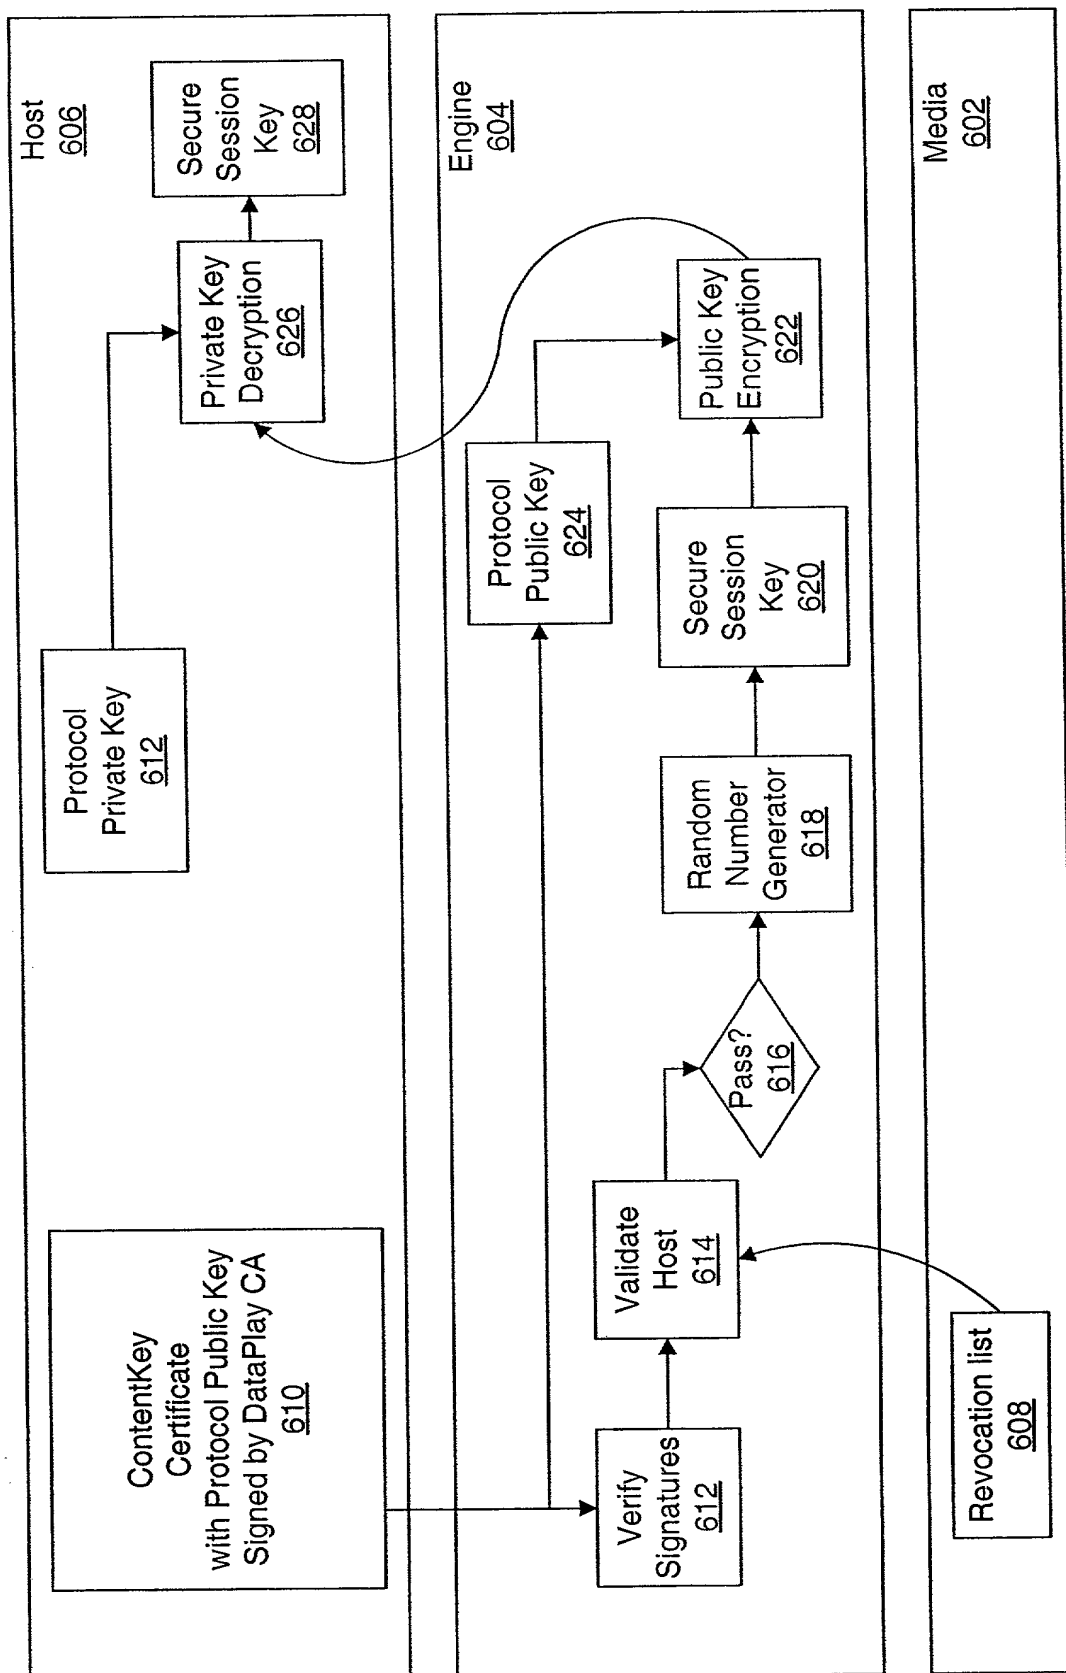 Host
606
Secure
Session
Key
628
Private Key
Decryption
626
Protocol
Private Key
612
ContentKey
Certificate
with Protocol Public Key
Signed by DataPlay CA
610
Engine
604
Protocol
Public Key
624
Public Key
Encryption
622
Secure
Session
Key
620
Random
Number
Generator
618
Pass?
616
Validate
Host
614
Verify
Signatures
612
Media
602
Revocation list
608